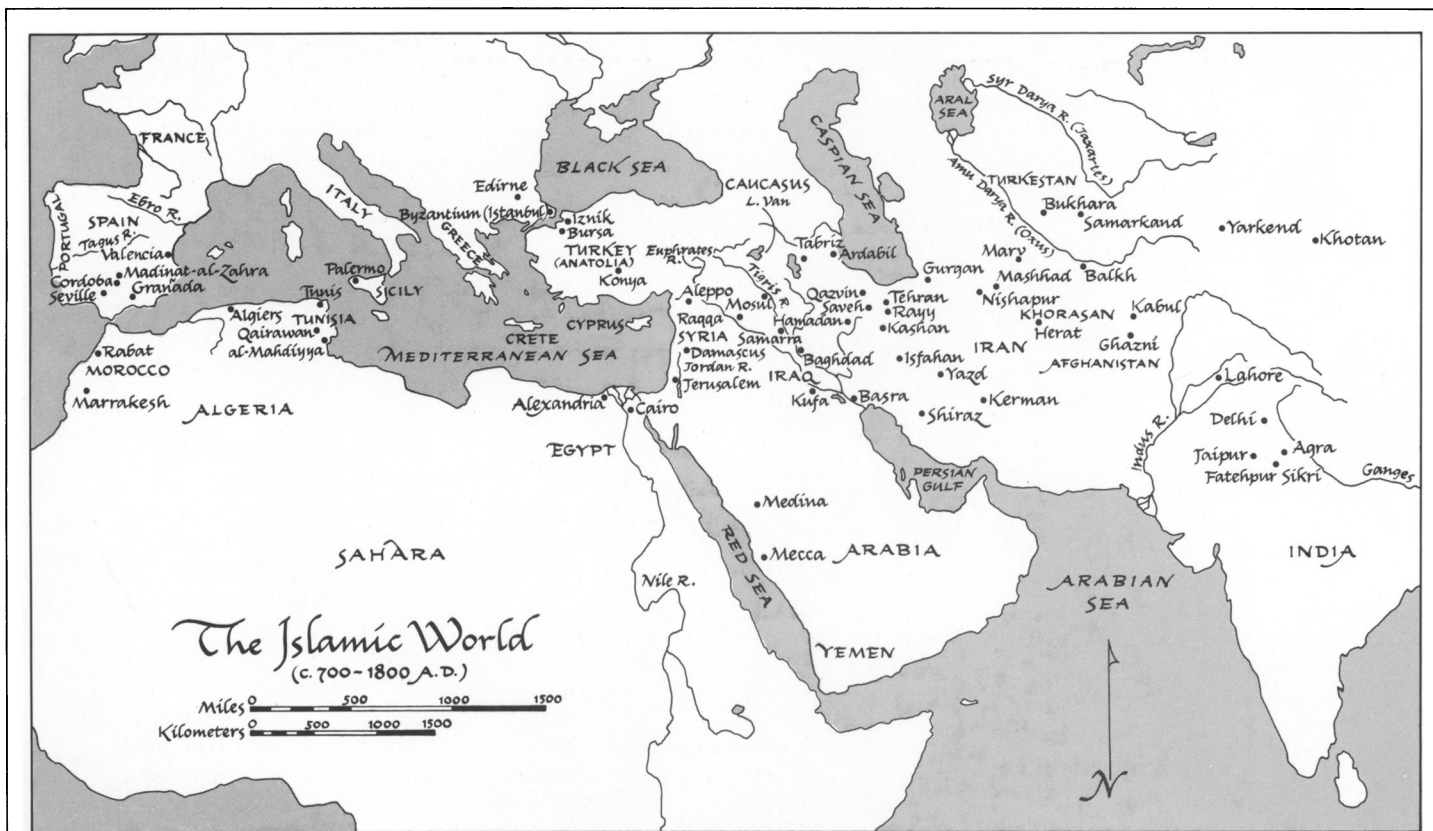 FRANCE
Ebro R.
PORTUGAL
SPAIN
Tagus R.
Valencia
Madinat-al-Zahra
Cordoba
Seville
Grañada
ITALY
Palermo
SICILY
Tunis
Algiers
TUNISIA
Qairawan
al-Mahdiyya
Rabat
MOROCCO
Marrakesh
ALGERIA
BLACK SEA
Edirne
Byzantium (Istanbul)
Iznik
Bursa
GREECE
TURKEY
(ANATOLIA)
Konya
CRETE
CYPRUS
MEDITERRANEAN SEA
CAUCASUS
L. Van
CASPIAN SEA
ARAL
SEA
Syr Darya R. (Jaxartes)
Amu Darya R. (Oxus)
TURKESTAN
Bukhara
Samarkand
Yarkend
Khotan
Euphrates
R.
Tigris R.
Tabriz
Ardabil
Aleppo
Mosul
Raqqa
SYRIA
Samarra
Damascus
Jordan R.
Jerusalem
Baghdad
IRAQ
Kufa
Basra
Qazvin
Saveh
Hamadan
Gurgan
Tehran
Rayy
Kashan
Isfahan
Yazd
Shiraz
Kerman
IRAN
Marv
Mashhad
Nishapur
KHORASAN
Herat
Balkh
Kabul
Ghazni
AFGHANISTAN
Alexandria
Cairo
EGYPT
Lahore
Delhi
Indus R.
Jaipur
Agra
Fatehpur Sikri
Ganges
INDIA
PERSIAN
GULF
Medina
Mecca
ARABIA
RED SEA
Nile R.
SAHARA
YEMEN
ARABIAN
SEA
The Islamic World
(c. 700-1800 A.D.)
Miles 0 500 1000 1500
Kilometers 0 500 1000 1500
N